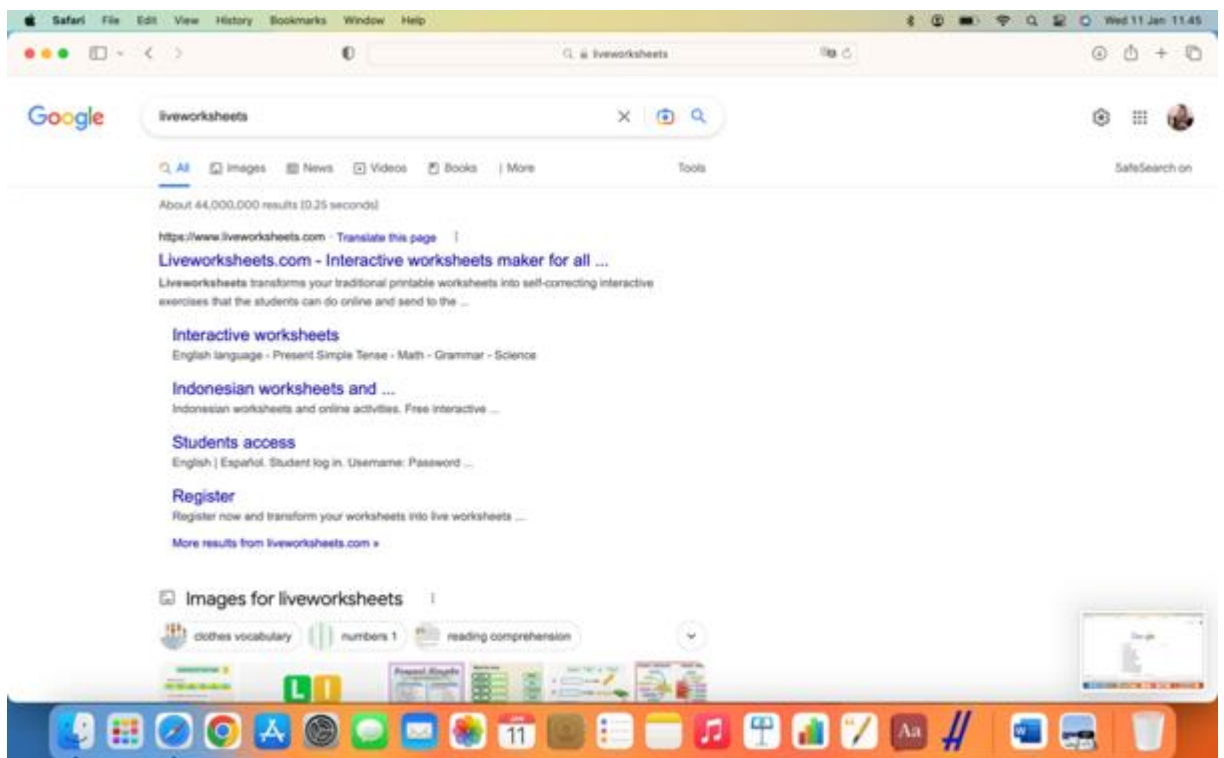 Safari File Edit View History Bookmarks Window Help
Wed 11 Jan 11.45
liveworksheets
Google
liveworksheets
All Images News Videos Books More Tools
SafeSearch on
About 44.000.000 results (0.25 seconds)
https://www.liveworksheets.com · Translate this page
Liveworksheets.com - Interactive worksheets maker for all ...
Liveworksheets transforms your traditional printable worksheets into self-correcting interactive
exercises that the students can do online and send to the ...
Interactive worksheets
English language - Present Simple Tense - Math - Grammar - Science
Indonesian worksheets and ...
Indonesian worksheets and online activities. Free interactive ...
Students access
English | Español. Student log in. Username: Password ...
Register
Register now and transform your worksheets into live worksheets ...
More results from liveworksheets.com »
Images for liveworksheets
clothes vocabulary numbers 1 reading comprehension
Present Simple
L I
Google
JAN
11
Aa
W